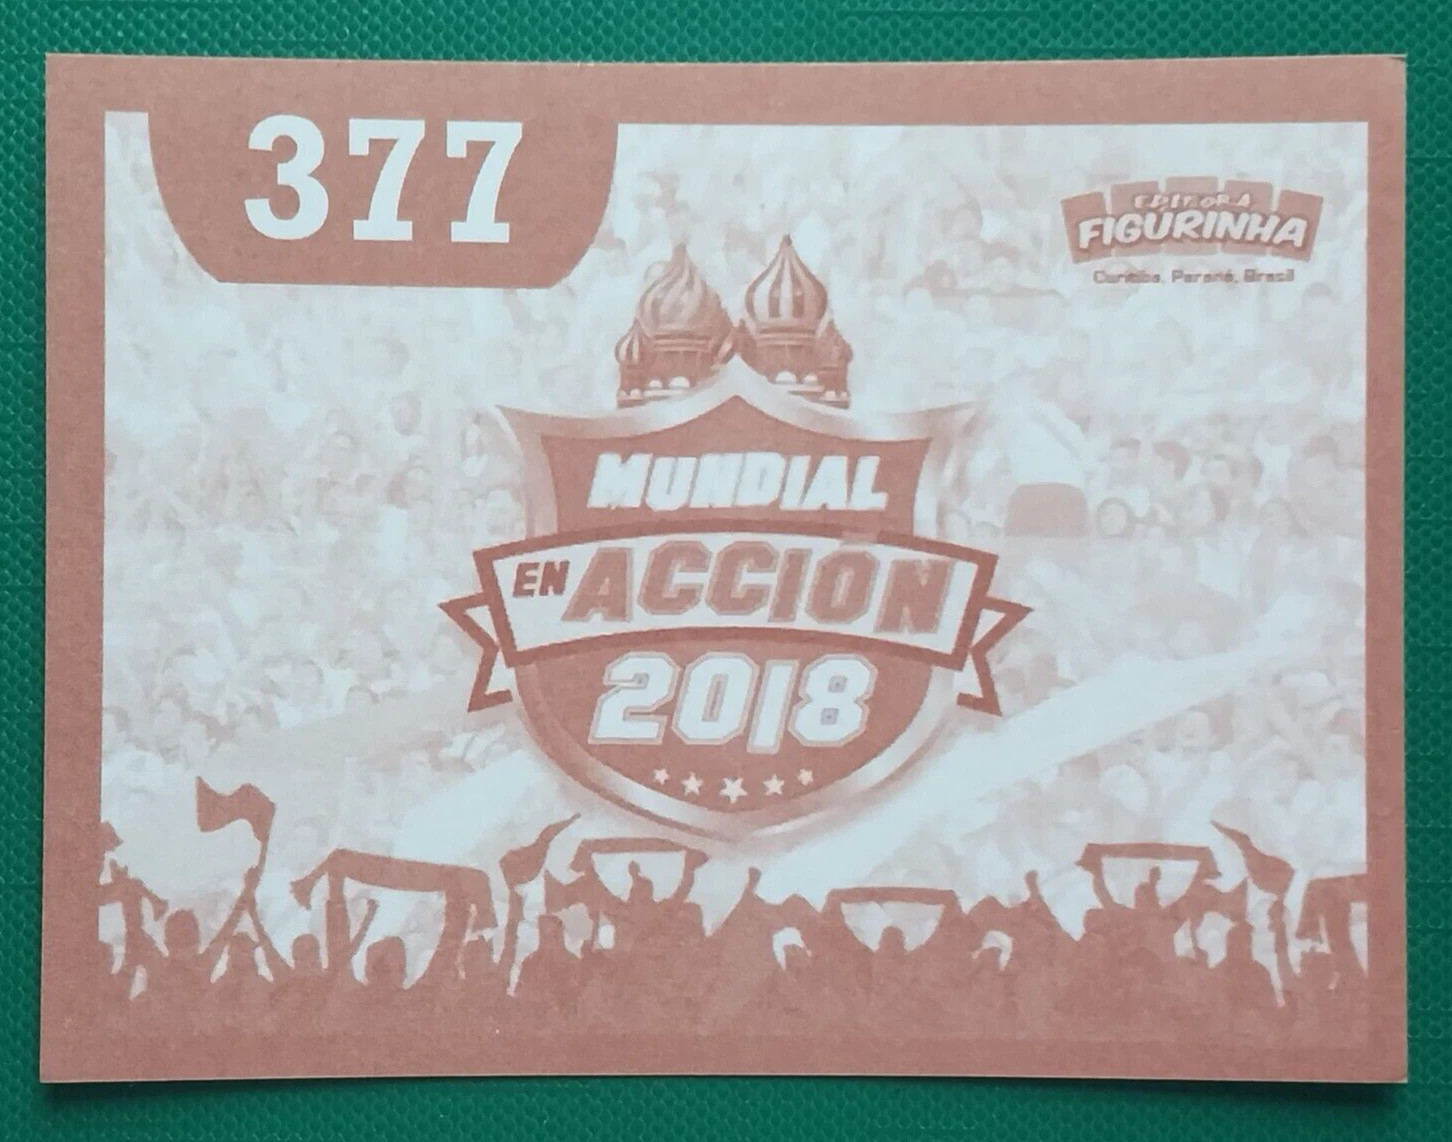 377
EDITORA
FIGURINHA
Curitiba, Paraná, Brasil
MUNDIAL
EN ACCIÓN
2018